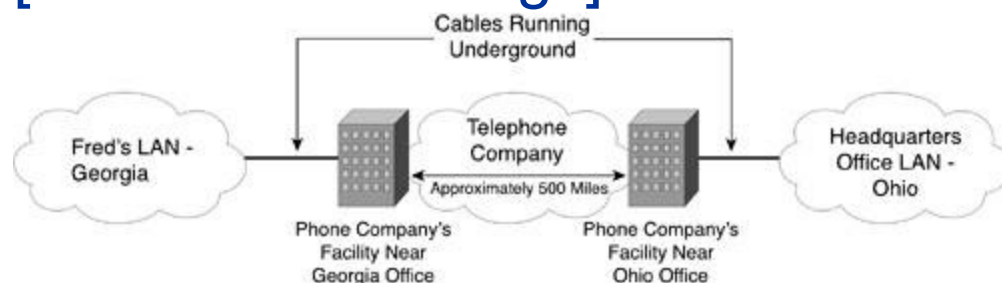 Cables Running
Underground
Fred's LAN -
Georgia
Telephone
Company
Approximately 500 Miles
Headquarters
Office LAN -
Ohio
Phone Company's
Facility Near
Georgia Office
Phone Company's
Facility Near
Ohio Office